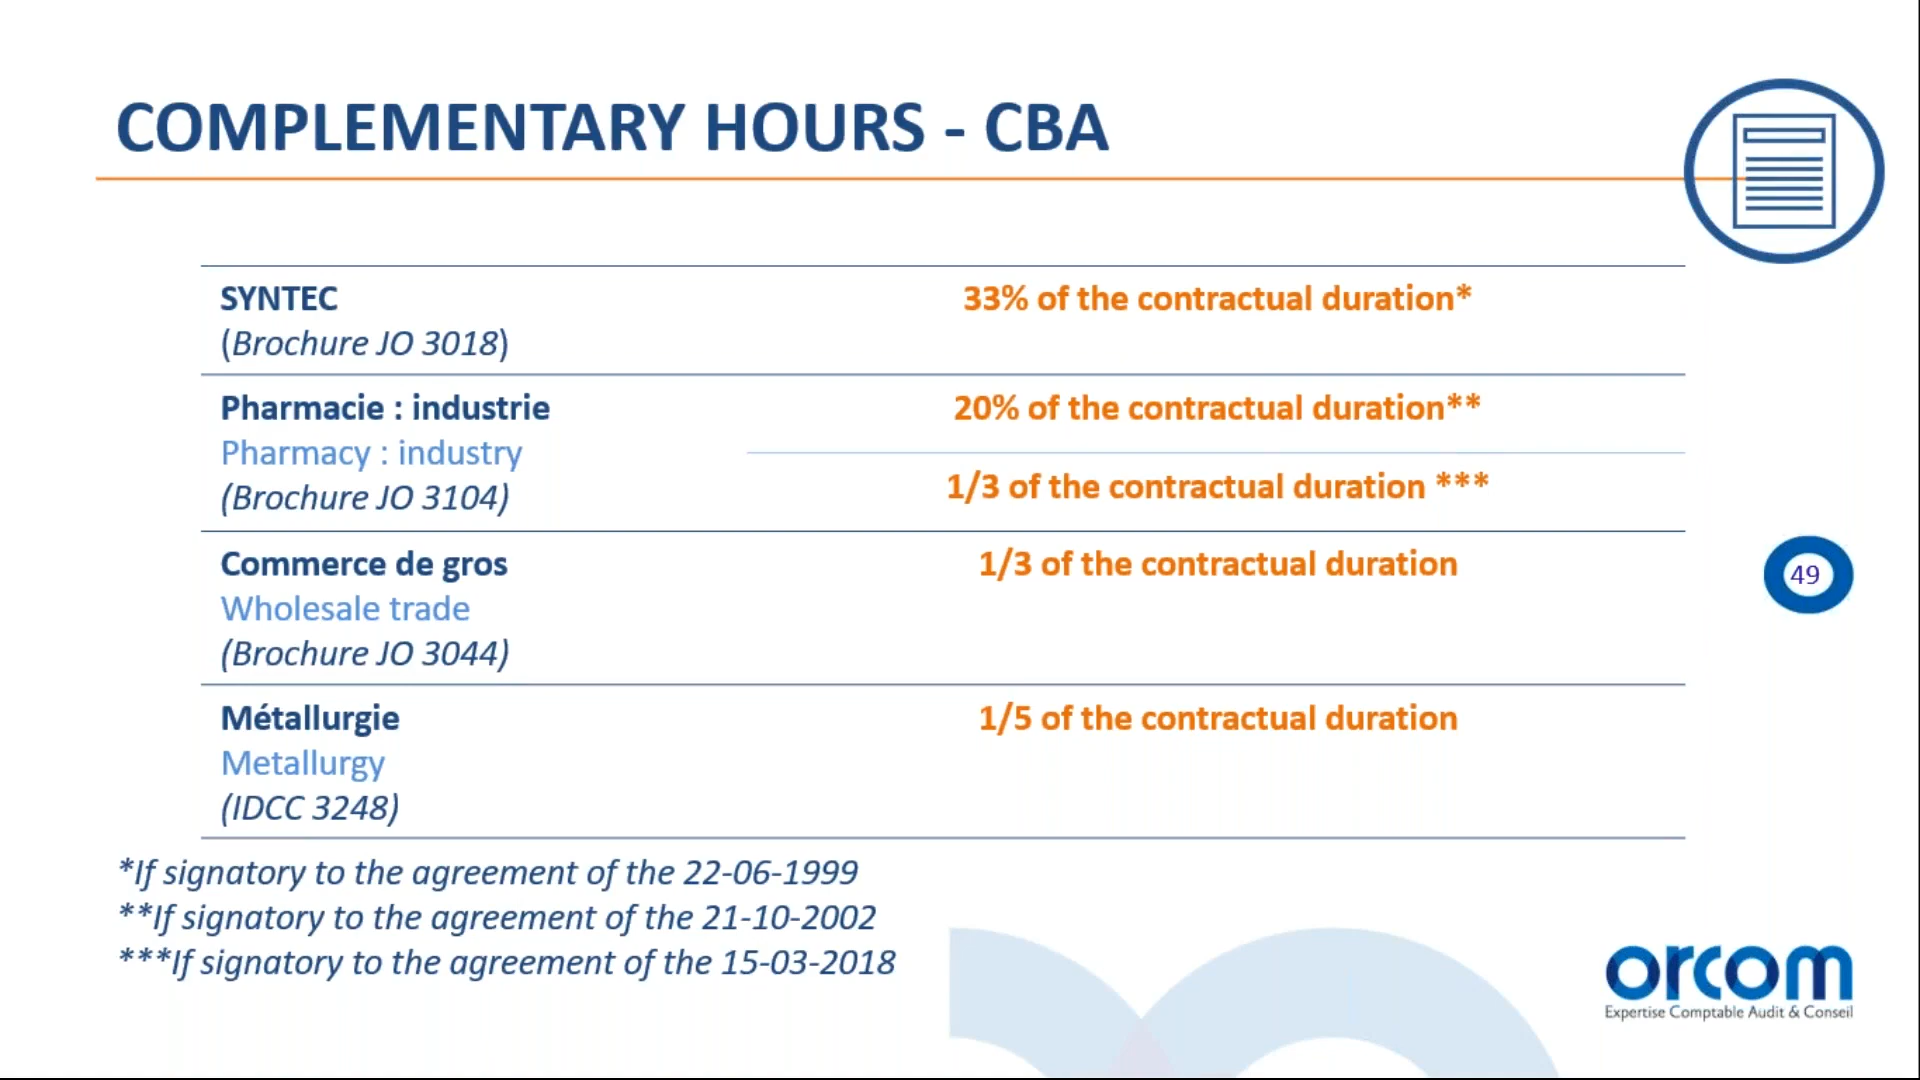 COMPLEMENTARY HOURS - CBA
SYNTEC
(Brochure JO 3018)
33% of the contractual duration*
Pharmacie : industrie
Pharmacy : industry
(Brochure JO 3104)
20% of the contractual duration**
1/3 of the contractual duration ***
Commerce de gros
Wholesale trade
(Brochure JO 3044)
1/3 of the contractual duration
Métallurgie
Metallurgy
(IDCC 3248)
1/5 of the contractual duration
49
*If signatory to the agreement of the 22-06-1999
**If signatory to the agreement of the 21-10-2002
***If signatory to the agreement of the 15-03-2018
orcom
Expertise Comptable Audit & Conseil